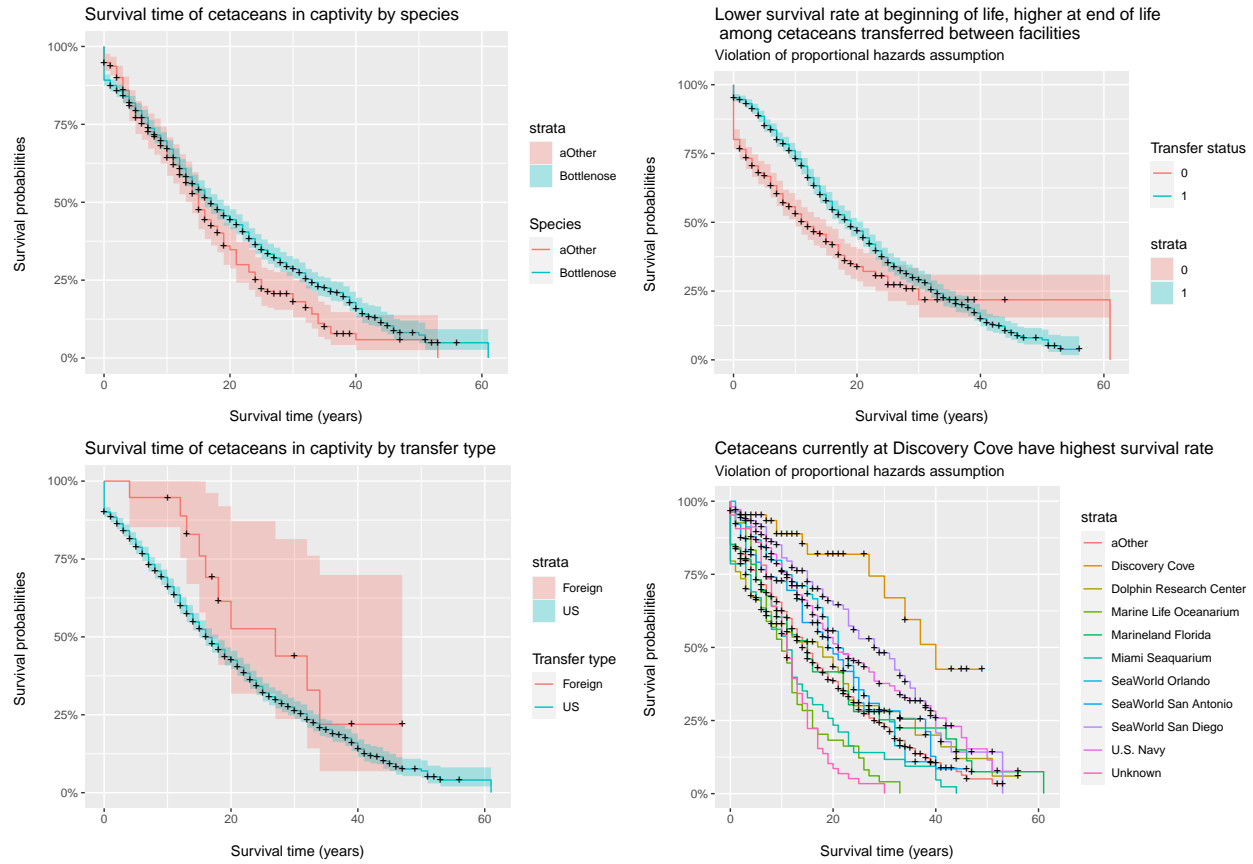 Survival time of cetaceans in captivity by species
100%
75%
50%
25%
0%
0 20 40 60
Survival time (years)
Survival probabilities
strata
aOther
Bottlenose
Species
aOther
Bottlenose
Lower survival rate at beginning of life, higher at end of life
among cetaceans transferred between facilities
Violation of proportional hazards assumption
100%
75%
50%
25%
0%
0 20 40 60
Survival time (years)
Survival probabilities
Transfer status
0
1
strata
0
1
Survival time of cetaceans in captivity by transfer type
100%
75%
50%
25%
0%
0 20 40 60
Survival time (years)
Survival probabilities
strata
Foreign
US
Transfer type
Foreign
US
Cetaceans currently at Discovery Cove have highest survival rate
Violation of proportional hazards assumption
100%
75%
50%
25%
0%
0 20 40 60
Survival time (years)
Survival probabilities
strata
aOther
Discovery Cove
Dolphin Research Center
Marine Life Oceanarium
Marineland Florida
Miami Seaquarium
SeaWorld Orlando
SeaWorld San Antonio
SeaWorld San Diego
U.S. Navy
Unknown